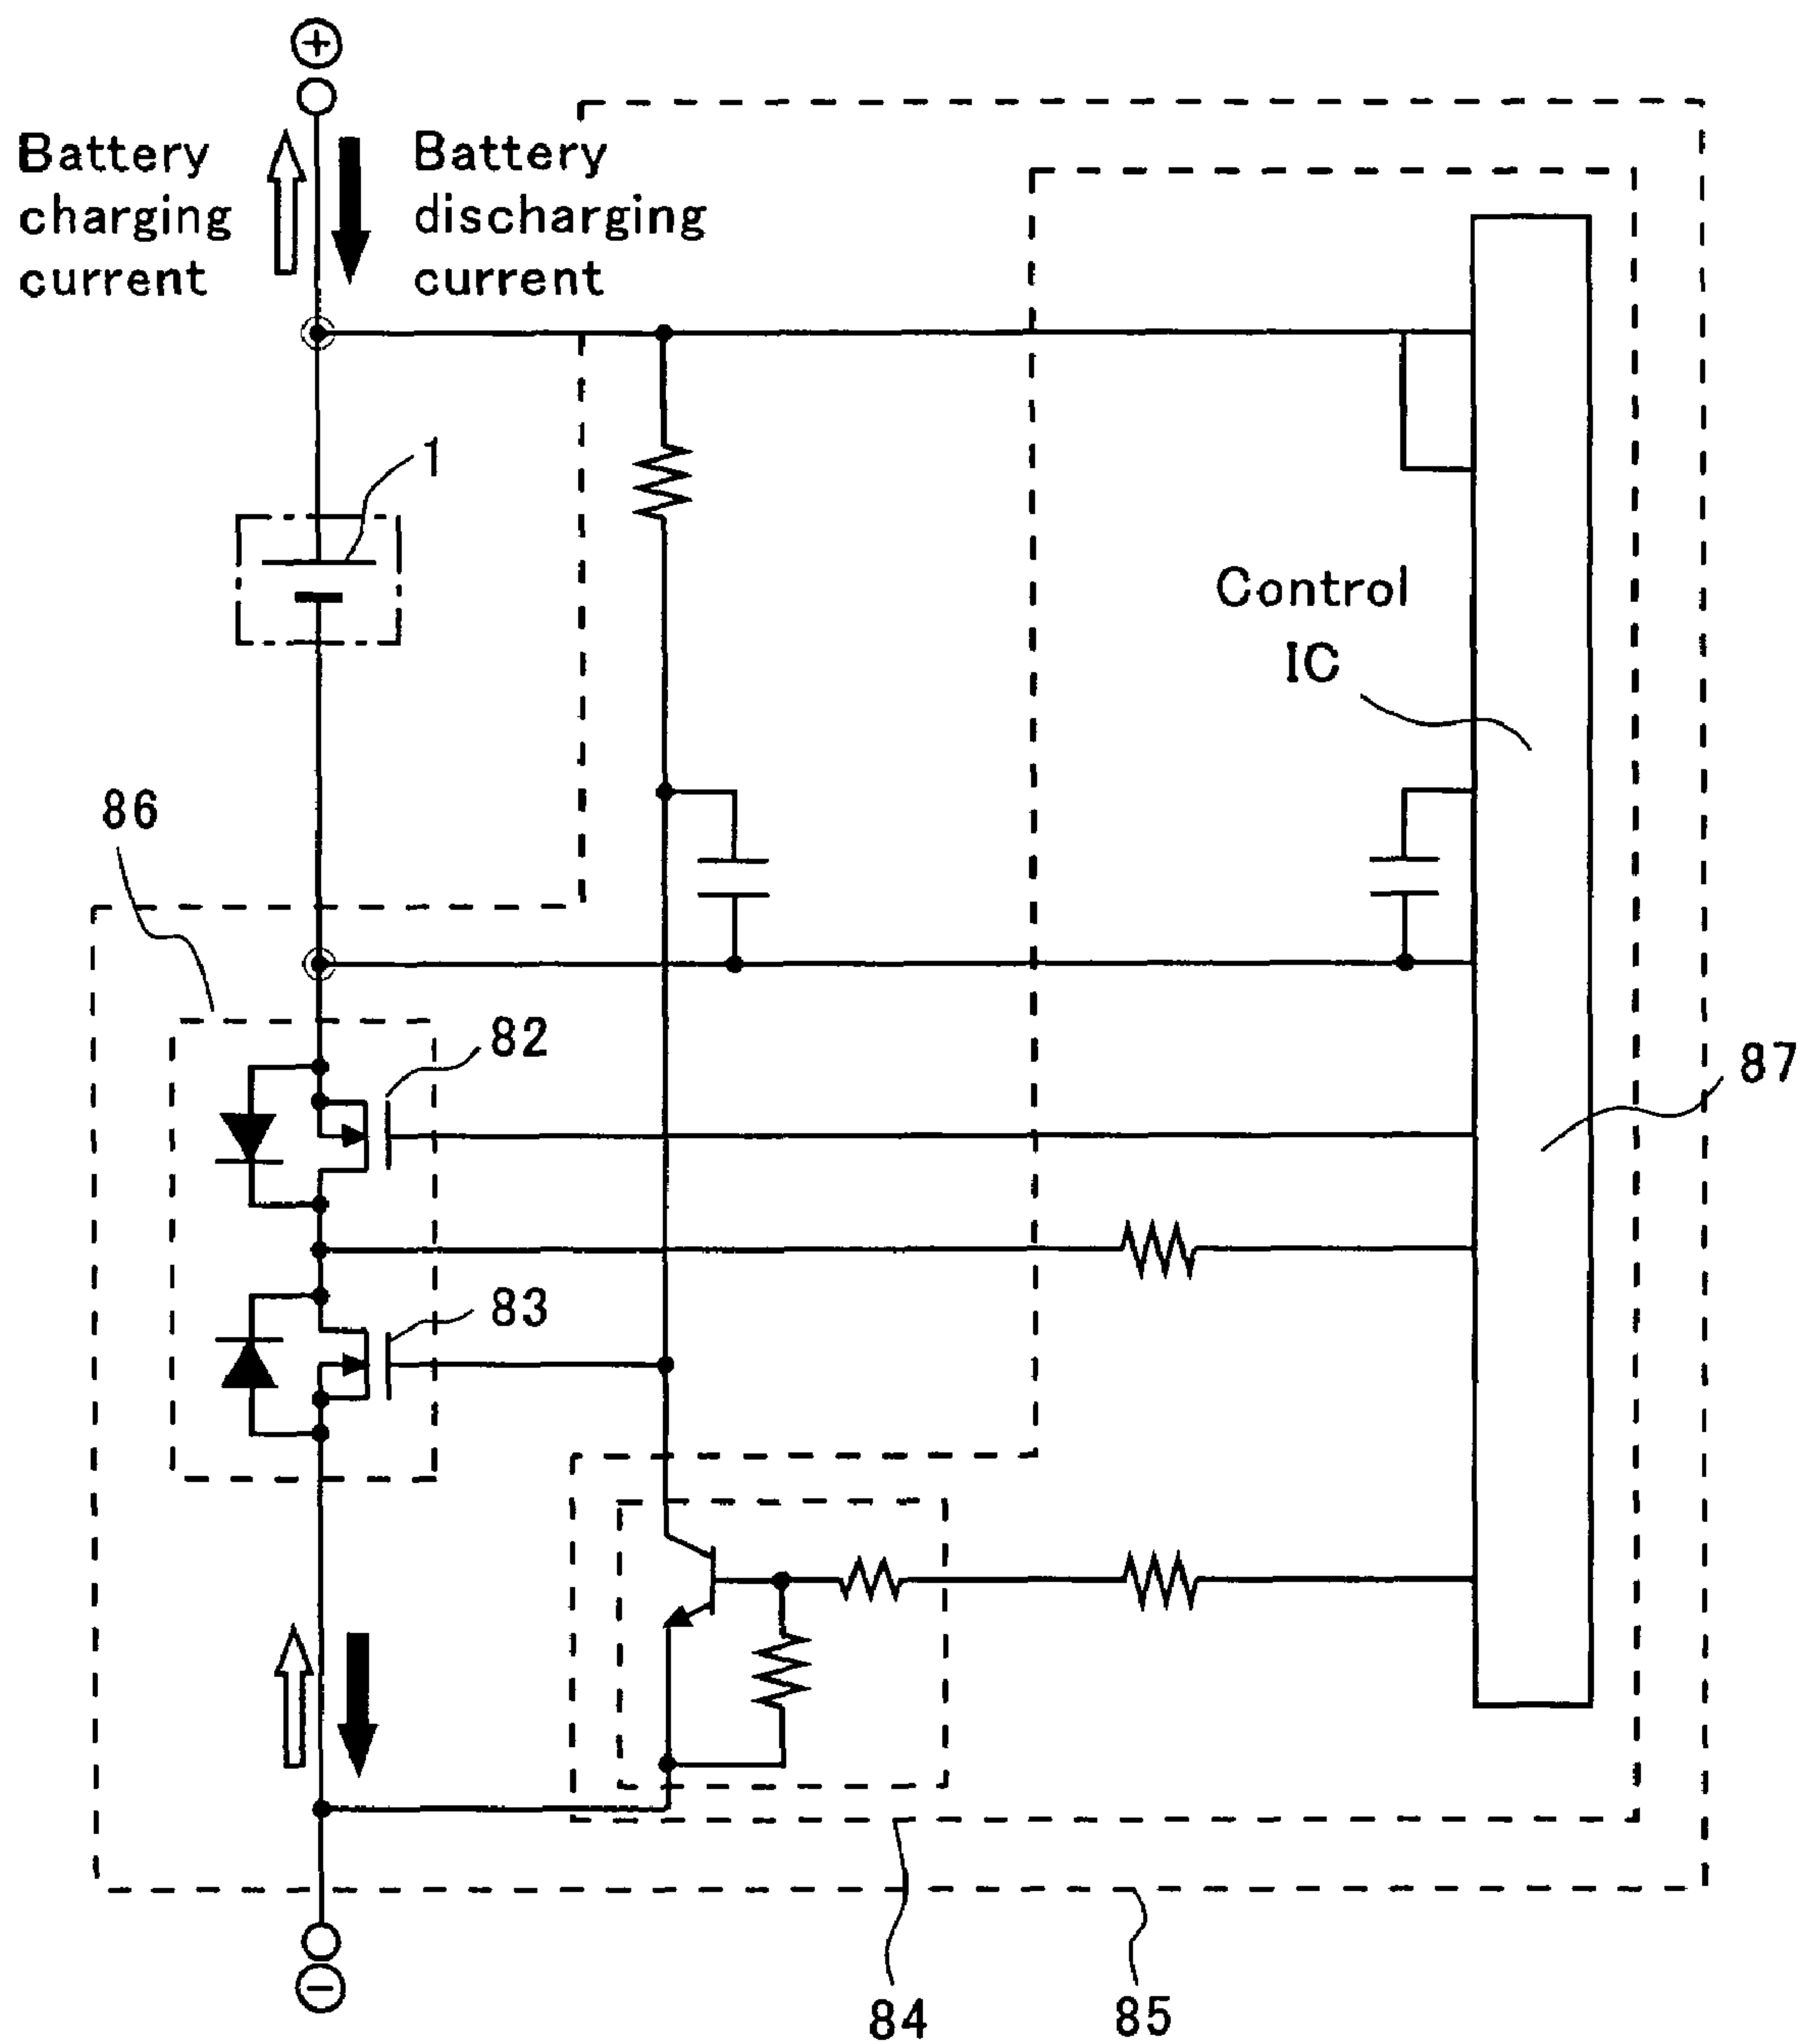 +
Battery
charging
current
Battery
discharging
current
1
Control
IC
86
82
87
83
−
84
85